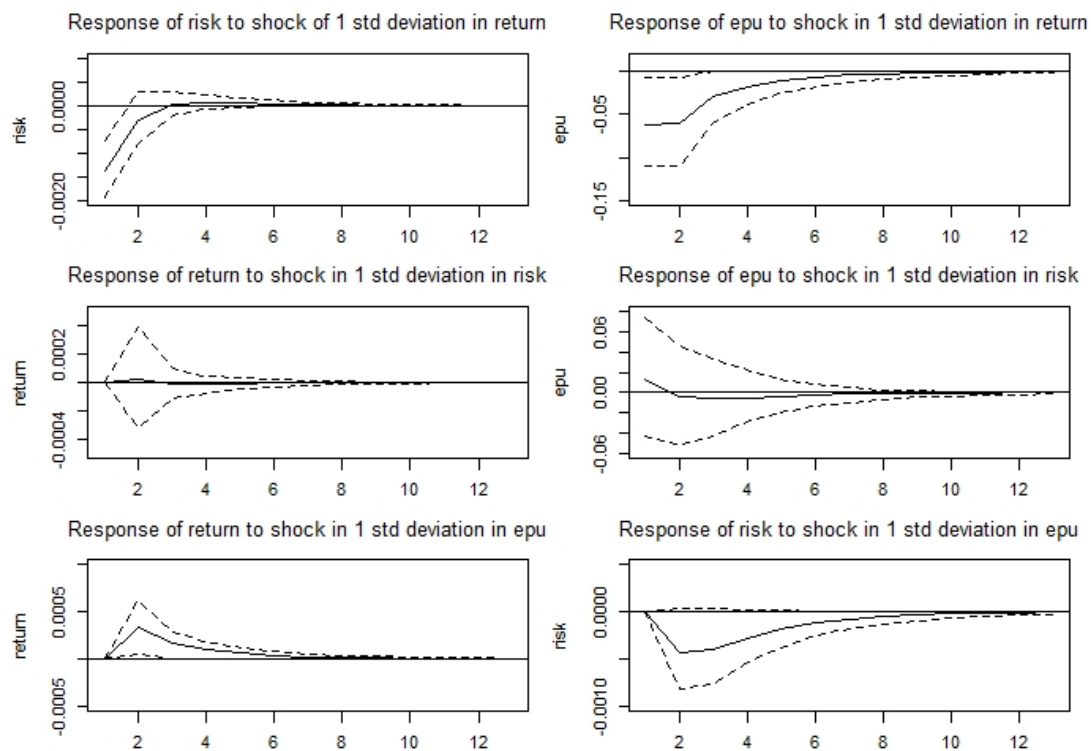 Response of risk to shock of 1 std deviation in return
risk
0.0000
-0.0020
2 4 6 8 10 12
Response of epu to shock in 1 std deviation in return
epu
-0.05
-0.15
2 4 6 8 10 12
Response of return to shock in 1 std deviation in risk
return
0.0002
-0.0004
2 4 6 8 10 12
Response of epu to shock in 1 std deviation in risk
epu
0.06
0.00
-0.06
2 4 6 8 10 12
Response of return to shock in 1 std deviation in epu
return
0.00005
-0.0005
2 4 6 8 10 12
Response of risk to shock in 1 std deviation in epu
risk
0.0000
-0.0010
2 4 6 8 10 12